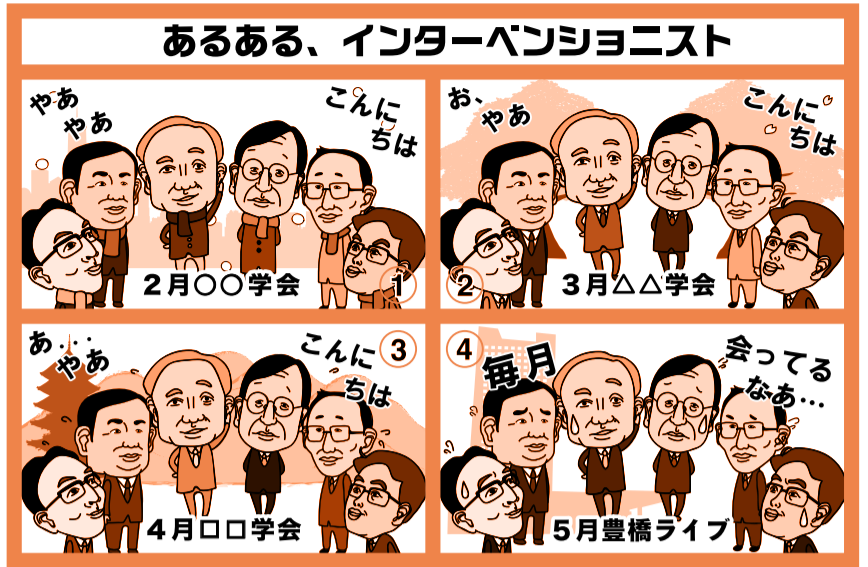 あるある、インターベンショニスト
やあ
やあ
こんに
ちは
2月○○学会
1
お、
やあ
こんに
ちは
2
3月△△学会
あ...
やあ
こんに
ちは
3
4月□□学会
4
毎月
会ってる
なあ...
5月豊橋ライブ